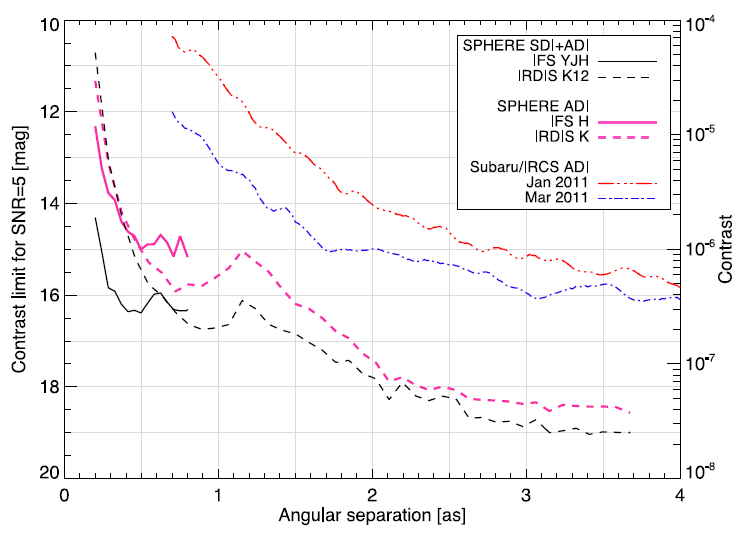 10
12
14
16
18
20
Contrast limit for SNR=5 [mag]
0
1
2
3
4
Angular separation [as]
10-4
10-5
10-6
10-7
10-8
Contrast
SPHERE SDI+ADI
IFS YJH
IRDIS K12
SPHERE ADI
IFS H
IRDIS K
Subaru/IRCS ADI
Jan 2011
Mar 2011